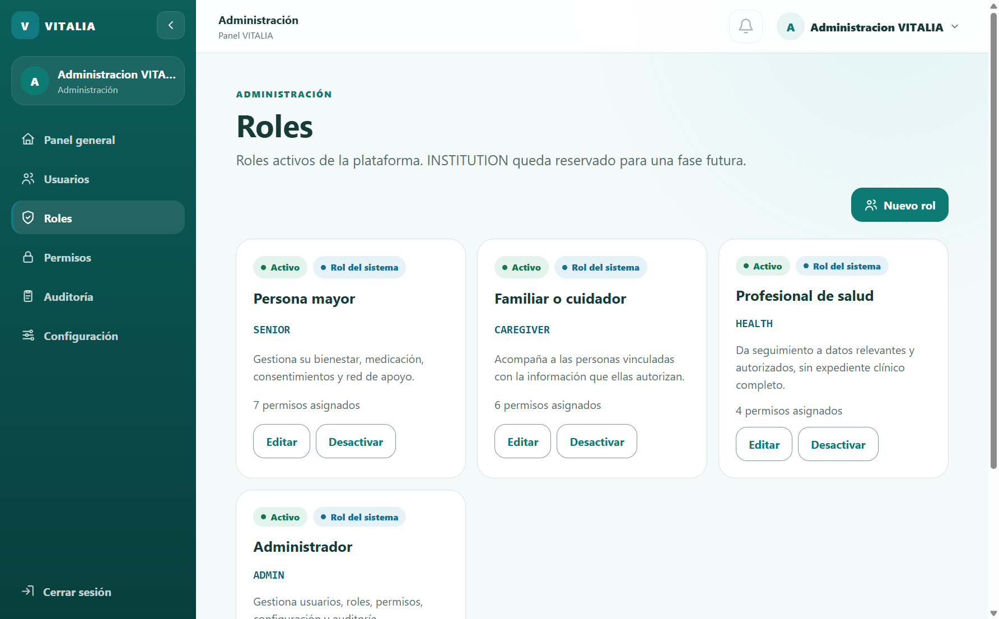 V VITALIA
A
Administracion VITA...
Administración
Panel general
Usuarios
Roles
Permisos
Auditoría
Configuración
Cerrar sesión
Administración
Panel VITALIA
A Administracion VITALIA
ADMINISTRACIÓN
Roles
Roles activos de la plataforma. INSTITUTION queda reservado para una fase futura.
Nuevo rol
Activo Rol del sistema
Persona mayor
SENIOR
Gestiona su bienestar, medicación,
consentimientos y red de apoyo.
7 permisos asignados
Editar Desactivar
Activo Rol del sistema
Familiar o cuidador
CAREGIVER
Acompaña a las personas vinculadas
con la información que ellas autorizan.
6 permisos asignados
Editar Desactivar
Activo Rol del sistema
Profesional de salud
HEALTH
Da seguimiento a datos relevantes y
autorizados, sin expediente clínico
completo.
4 permisos asignados
Editar Desactivar
Activo Rol del sistema
Administrador
ADMIN
Gestiona usuarios, roles, permisos,
configuración y auditoría